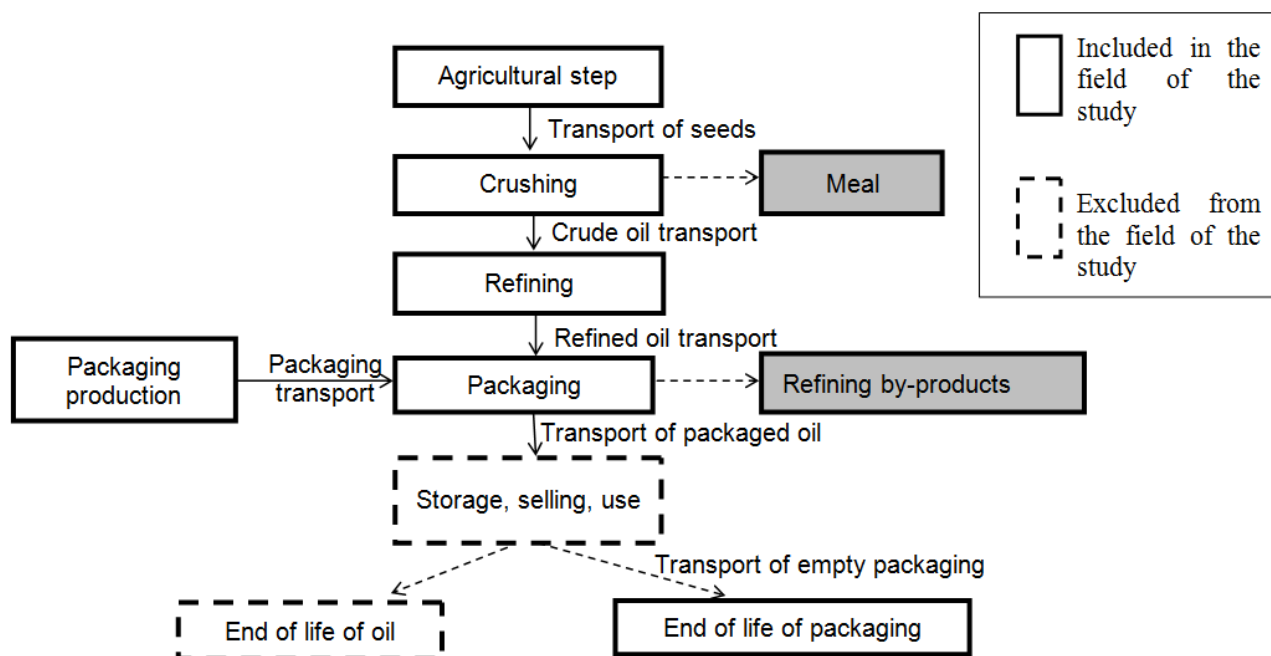 Agricultural step
Transport of seeds
Crushing
Meal
Crude oil transport
Refining
Refined oil transport
Packaging
production
Packaging
transport
Packaging
Refining by-products
Transport of packaged oil
Storage, selling, use
Transport of empty packaging
End of life of oil
End of life of packaging
Included in the
field of the
study
Excluded from
the field of the
study